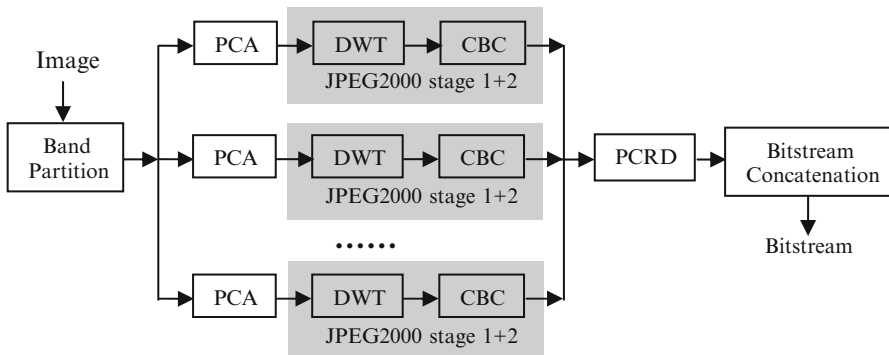 Image
Band
Partition
PCA
DWT
CBC
JPEG2000 stage 1+2
PCA
DWT
CBC
JPEG2000 stage 1+2
......
PCA
DWT
CBC
JPEG2000 stage 1+2
PCRD
Bitstream
Concatenation
Bitstream